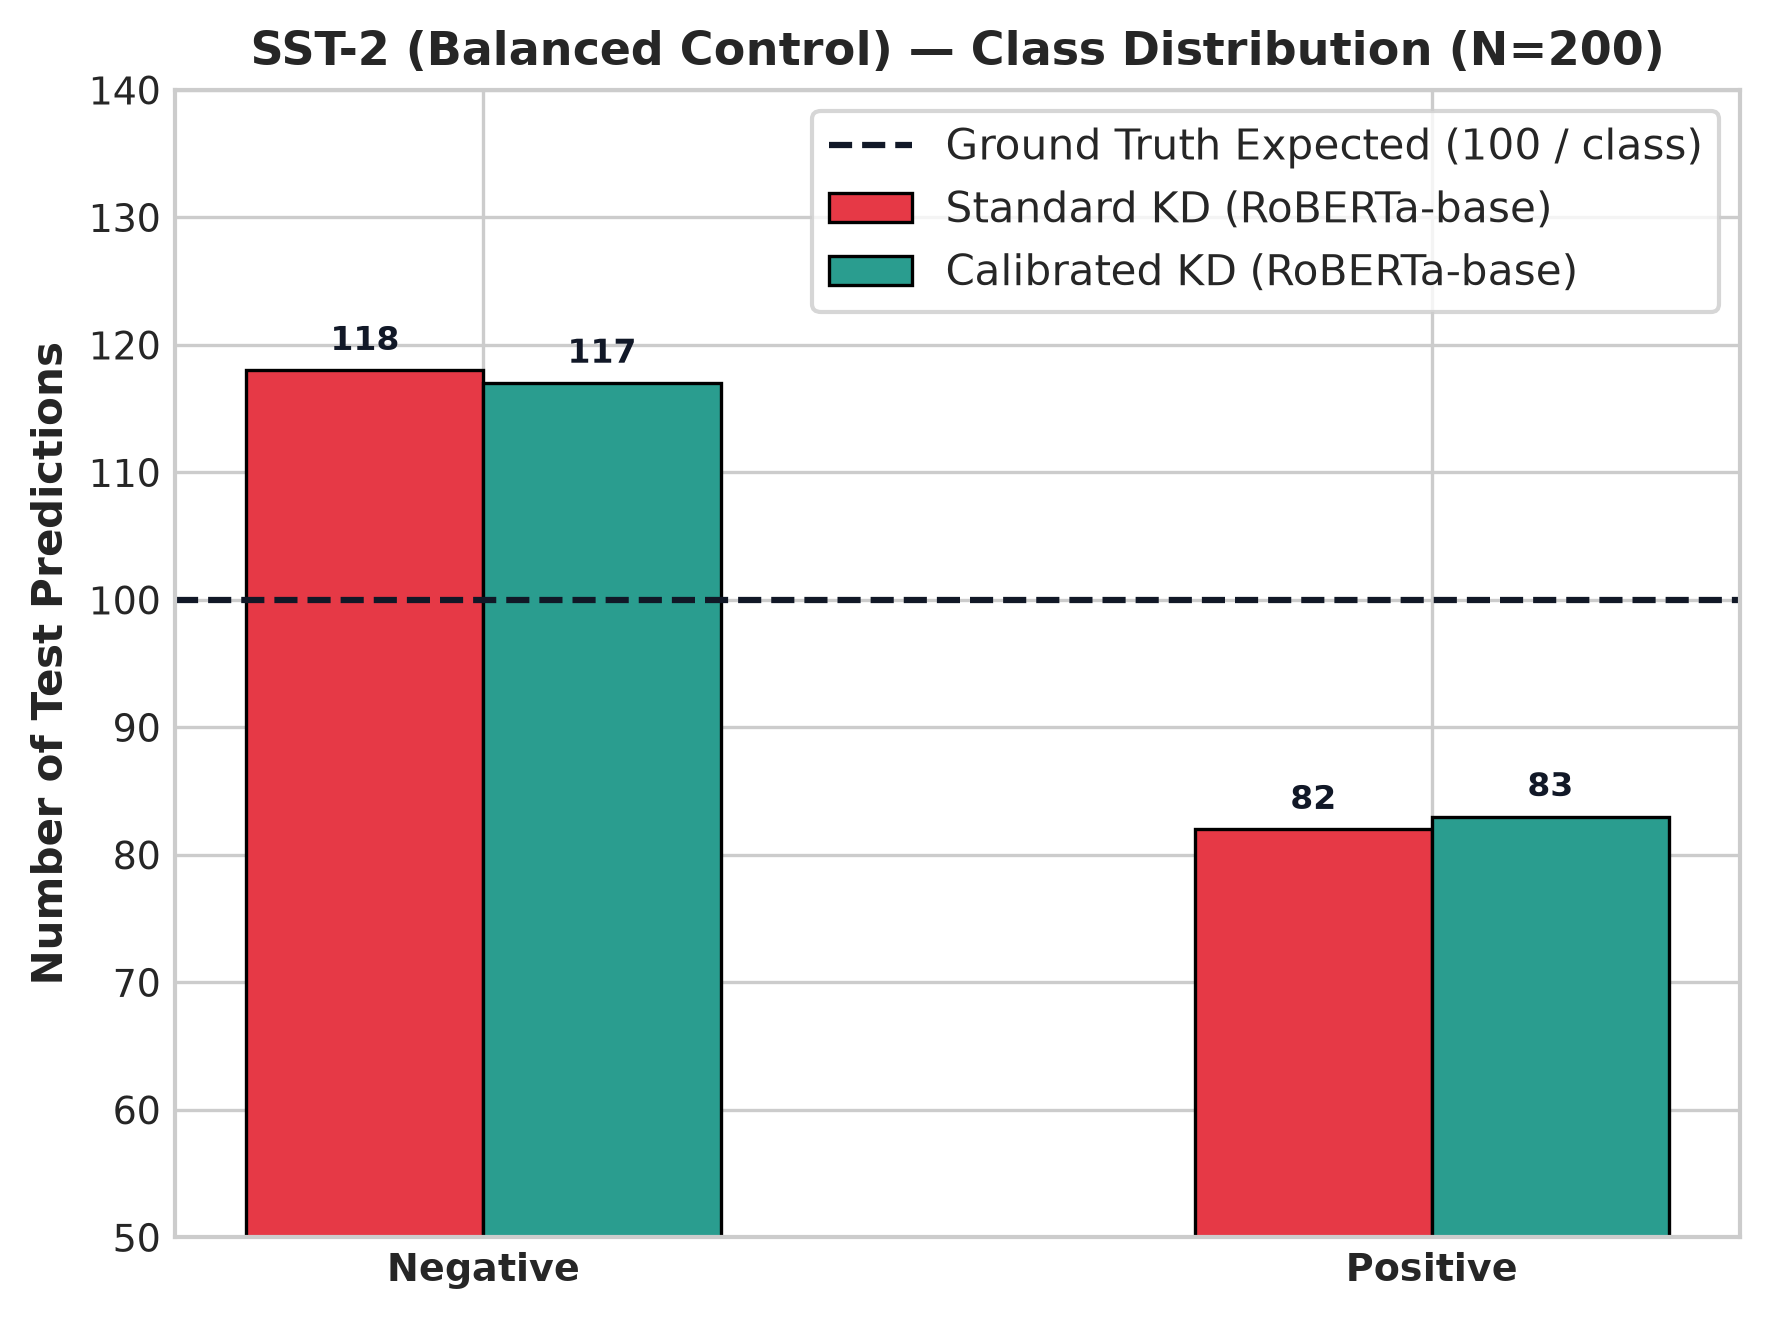 SST-2 (Balanced Control) — Class Distribution (N=200)
Number of Test Predictions
140
130
120
110
100
90
80
70
60
50
Ground Truth Expected (100 / class)
Standard KD (RoBERTa-base)
Calibrated KD (RoBERTa-base)
118
117
82
83
Negative
Positive